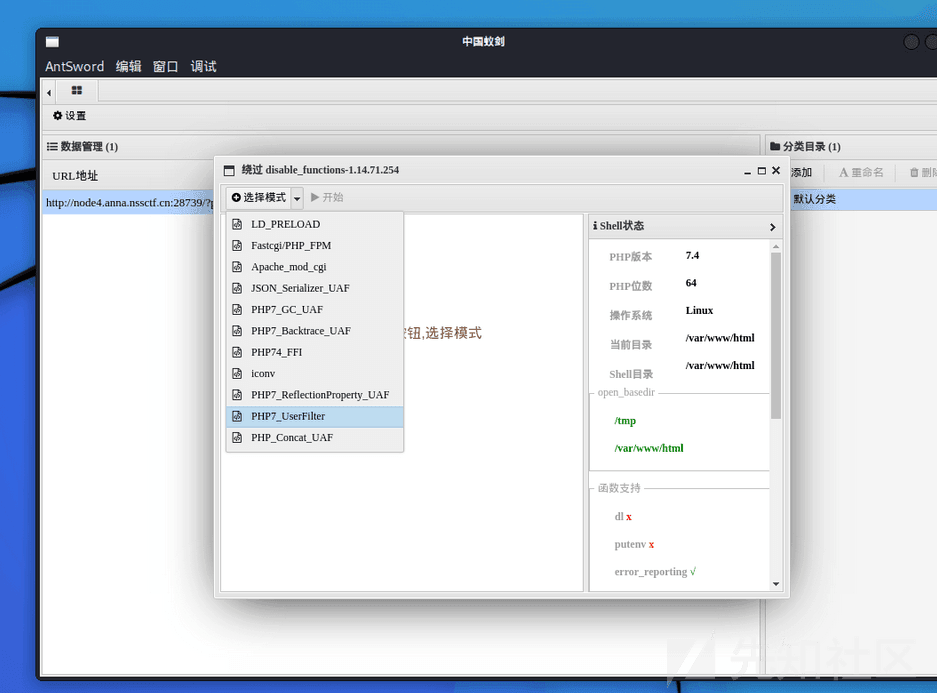 中国蚁剑
AntSword 编辑 窗口 调试
设置
数据管理 (1)
分类目录 (1)
URL地址
添加 重命名
http://node4.anna.nssctf.cn:28739/?
默认分类
绕过 disable_functions-1.14.71.254
选择模式 开始
LD_PRELOAD
Fastcgi/PHP_FPM
Apache_mod_cgi
JSON_Serializer_UAF
PHP7_GC_UAF
PHP7_Backtrace_UAF
PHP74_FFI
iconv
PHP7_ReflectionProperty_UAF
PHP7_UserFilter
PHP_Concat_UAF
钮,选择模式
Shell状态
PHP版本 7.4
PHP位数 64
操作系统 Linux
当前目录 /var/www/html
Shell目录 /var/www/html
open_basedir
/tmp
/var/www/html
函数支持
dl x
putenv x
error_reporting √
先知社区